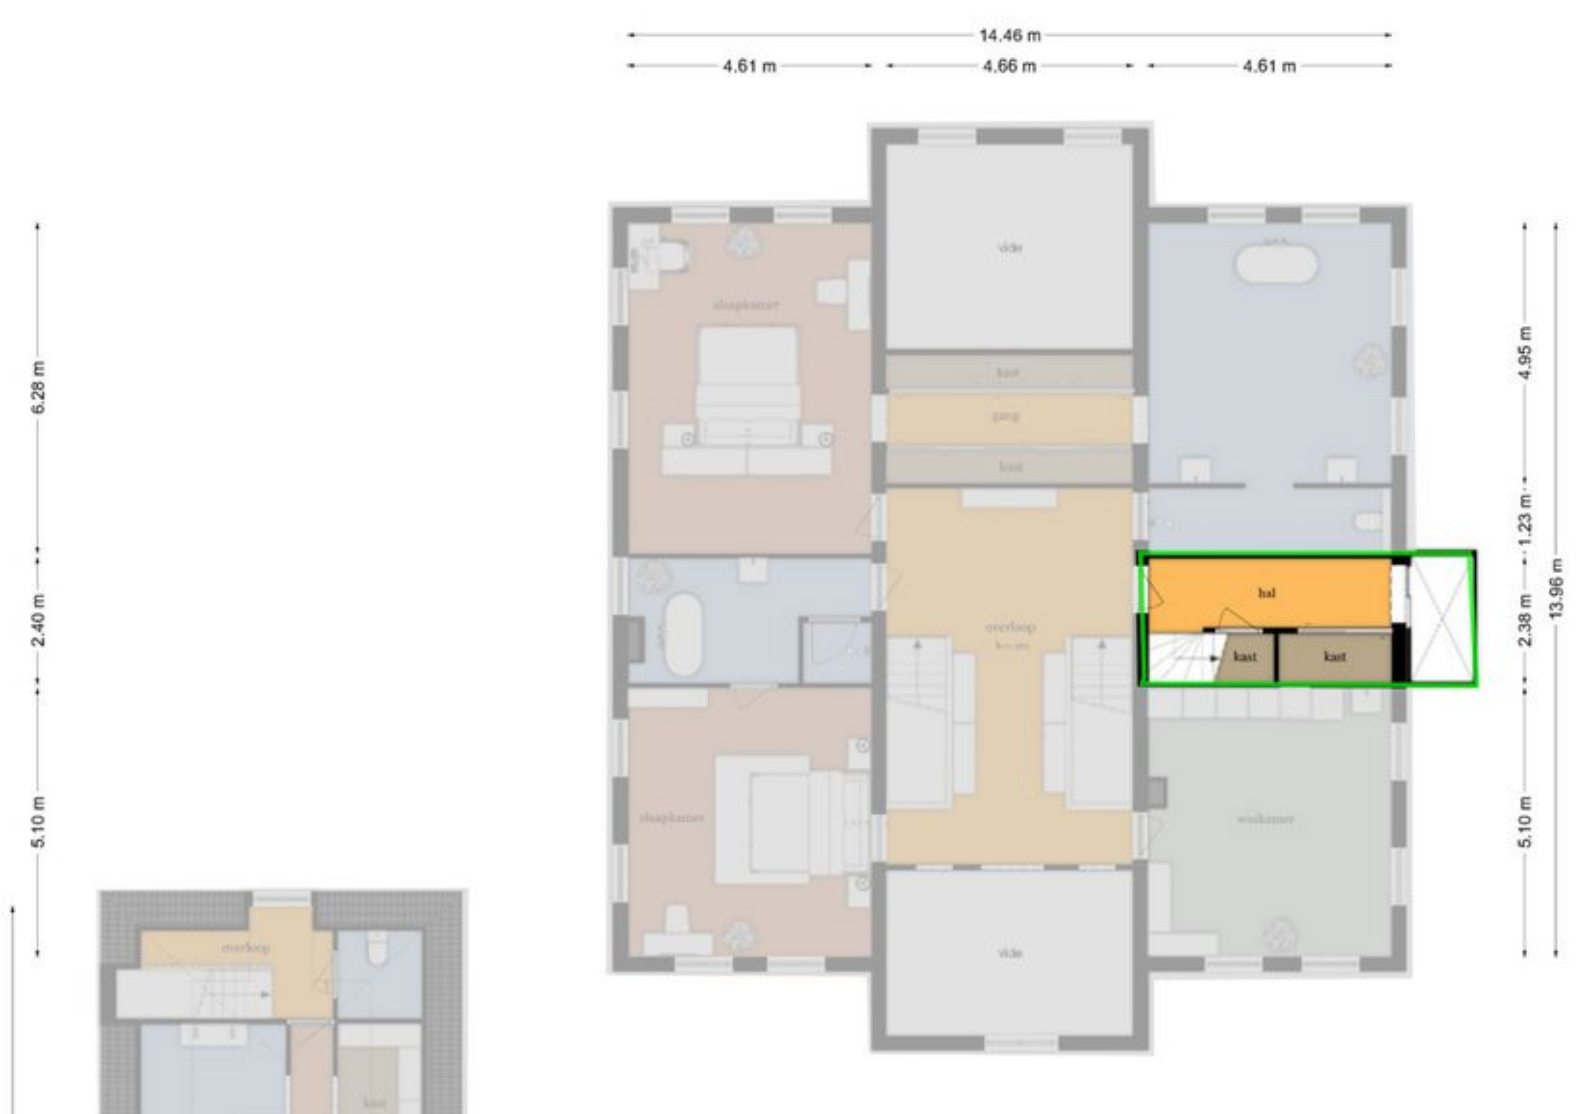 14.46 m
4.61 m
4.66 m
4.61 m
vide
slaapkamer
kast
gang
kast
6.28 m
2.40 m
5.10 m
4.95 m
1.23 m
2.38 m
5.10 m
13.96 m
hal
kast
kast
overloop
slaapkamer
waskamer
vide
overloop
kast